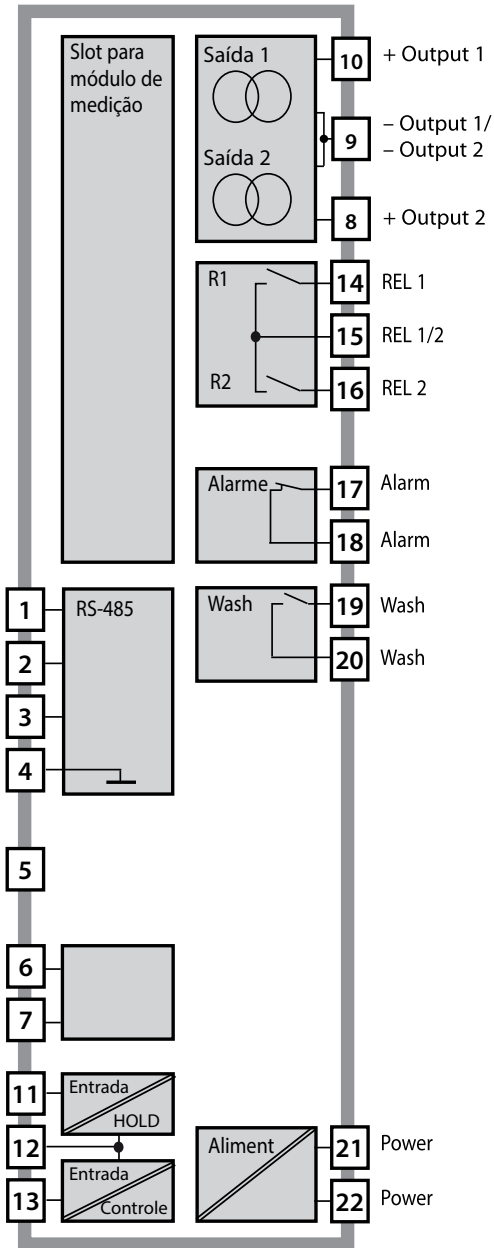 Slot para
módulo de
medição
Saída 1
10
+ Output 1
9
– Output 1/
– Output 2
Saída 2
8
+ Output 2
R1
14
REL 1
15
REL 1/2
R2
16
REL 2
Alarme
17
Alarm
18
Alarm
1
RS-485
2
3
4
Wash
19
Wash
20
Wash
5
6
7
11
Entrada
HOLD
12
13
Entrada
Controle
Aliment
21
Power
22
Power